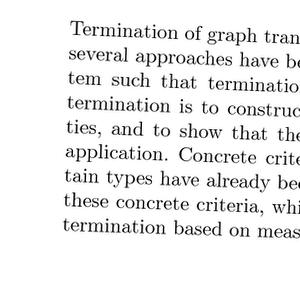 Termination of graph tran
several approaches have be
tem such that terminatio
termination is to construc
ties, and to show that the
application. Concrete crite
tain types have already bee
these concrete criteria, whi
termination based on meas